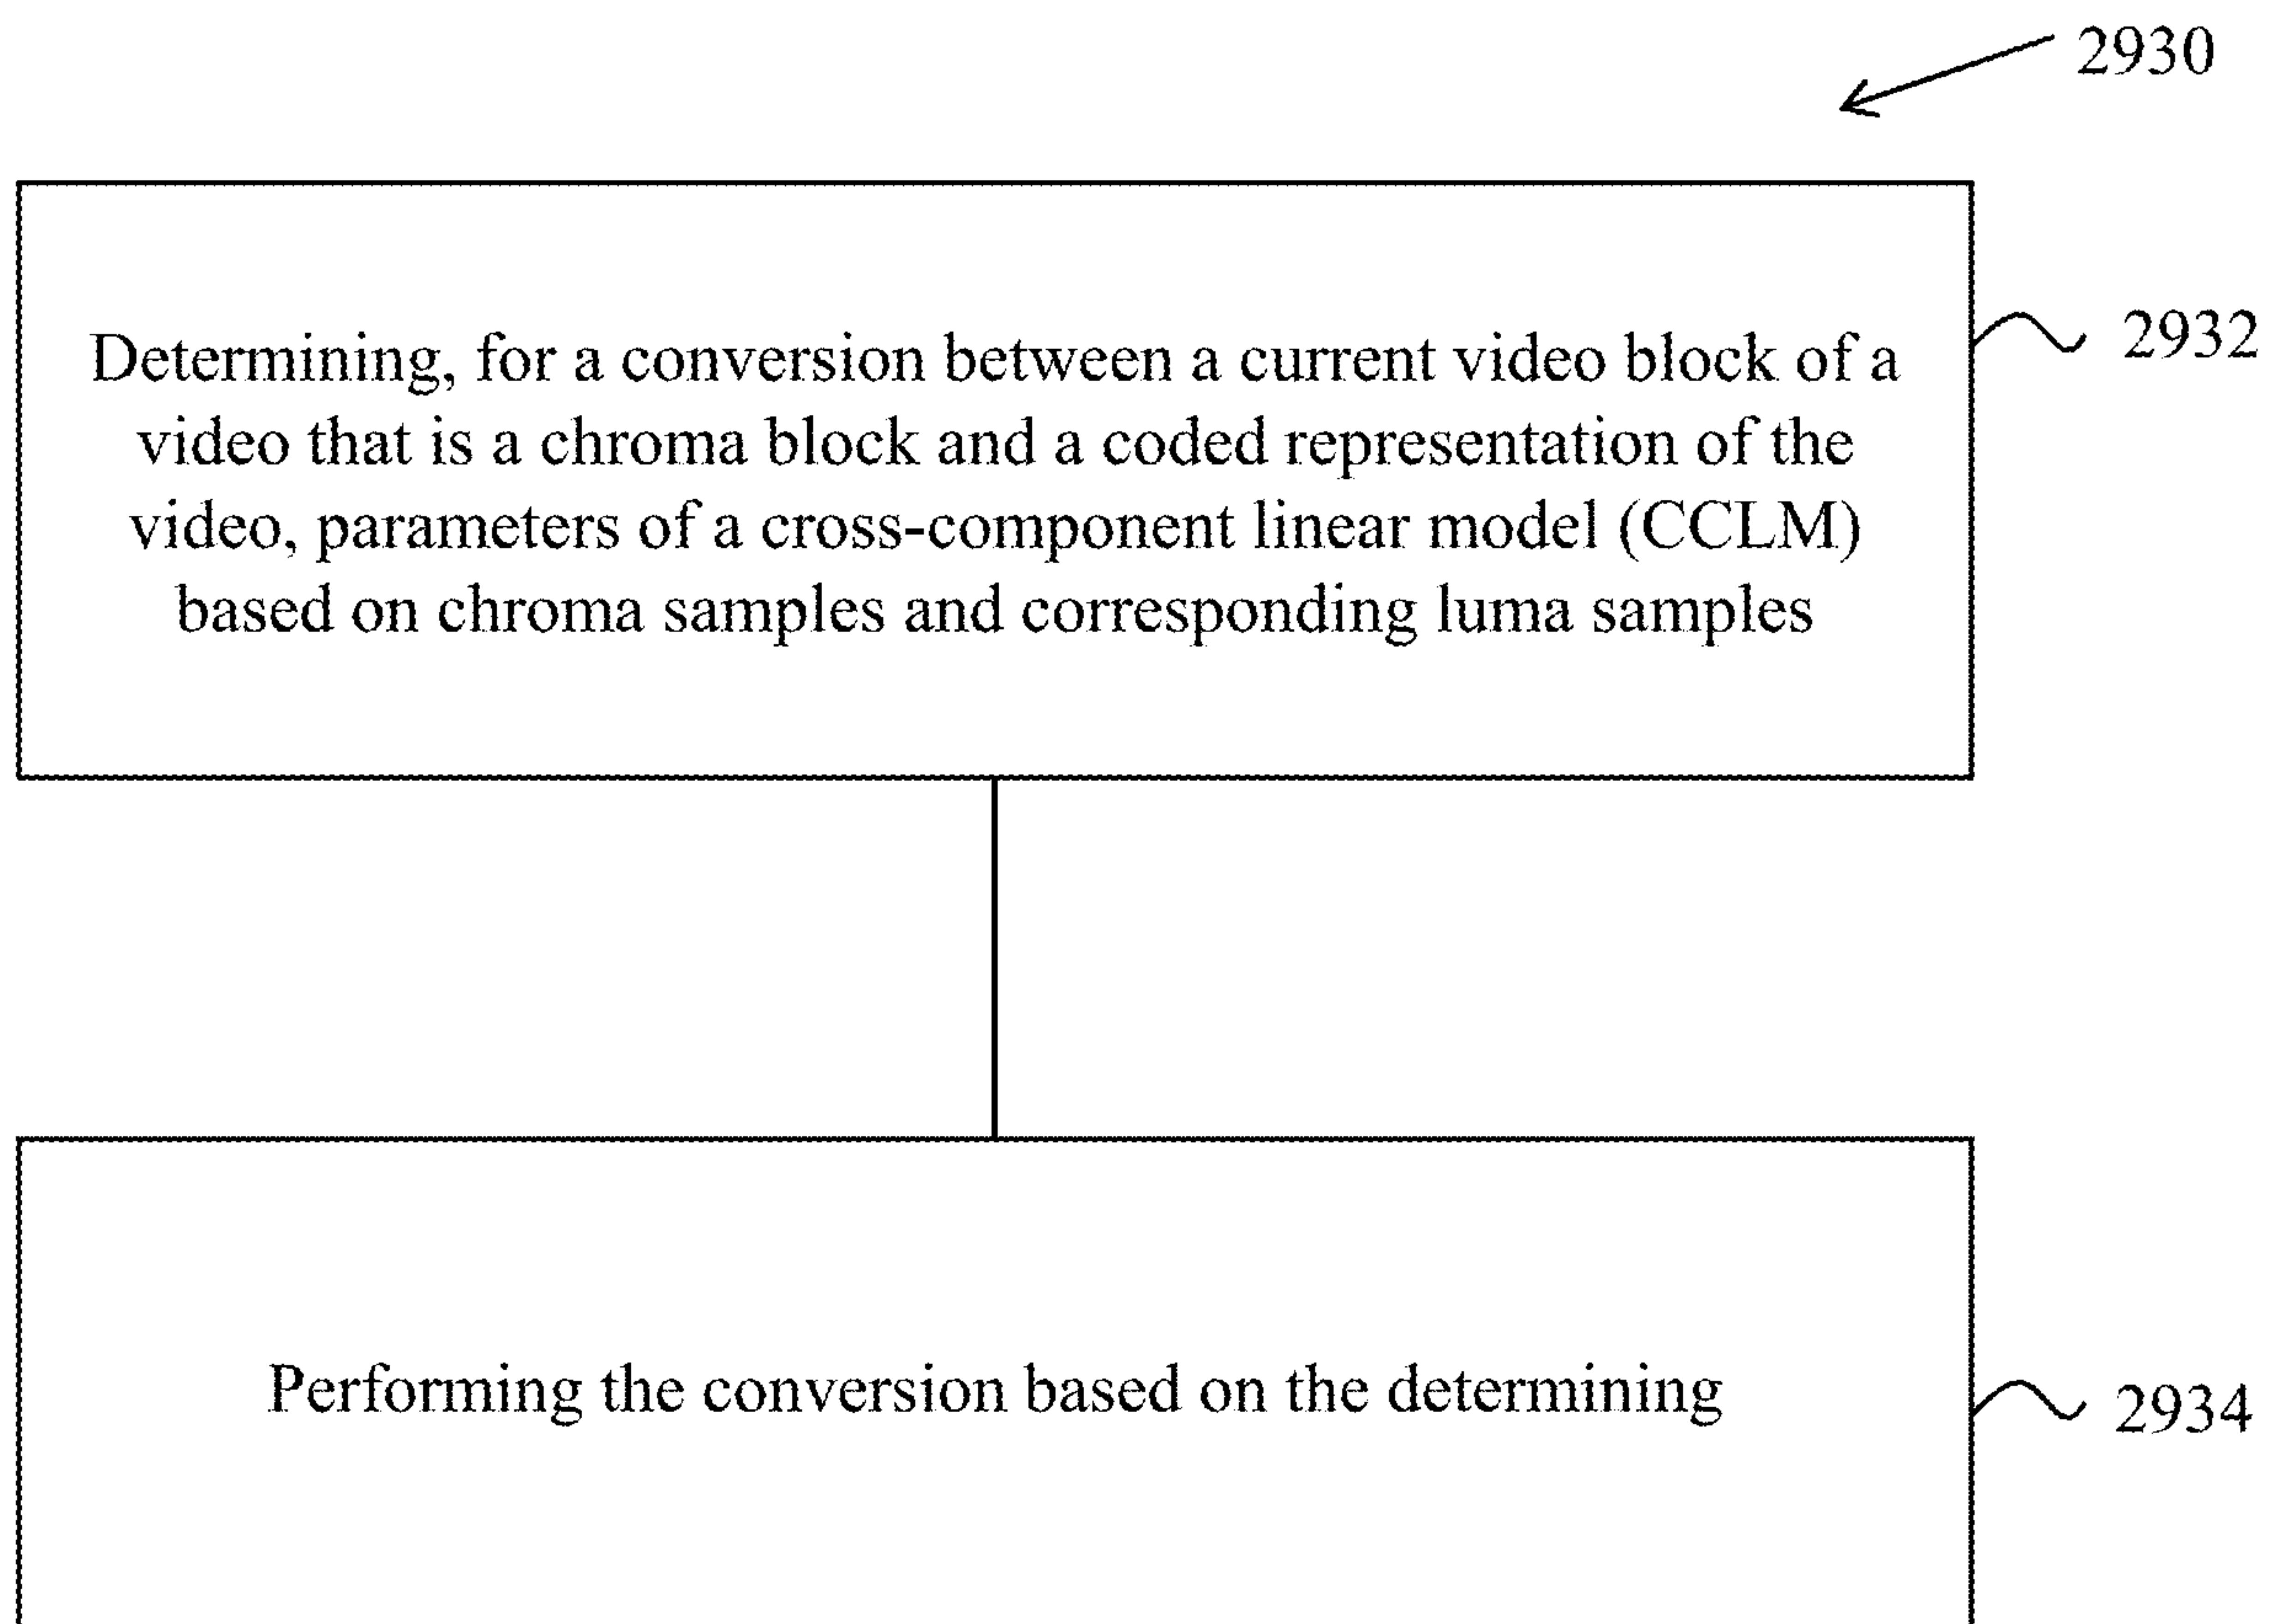 2930
Determining, for a conversion between a current video block of a
video that is a chroma block and a coded representation of the
video, parameters of a cross-component linear model (CCLM)
based on chroma samples and corresponding luma samples
2932
Performing the conversion based on the determining
2934